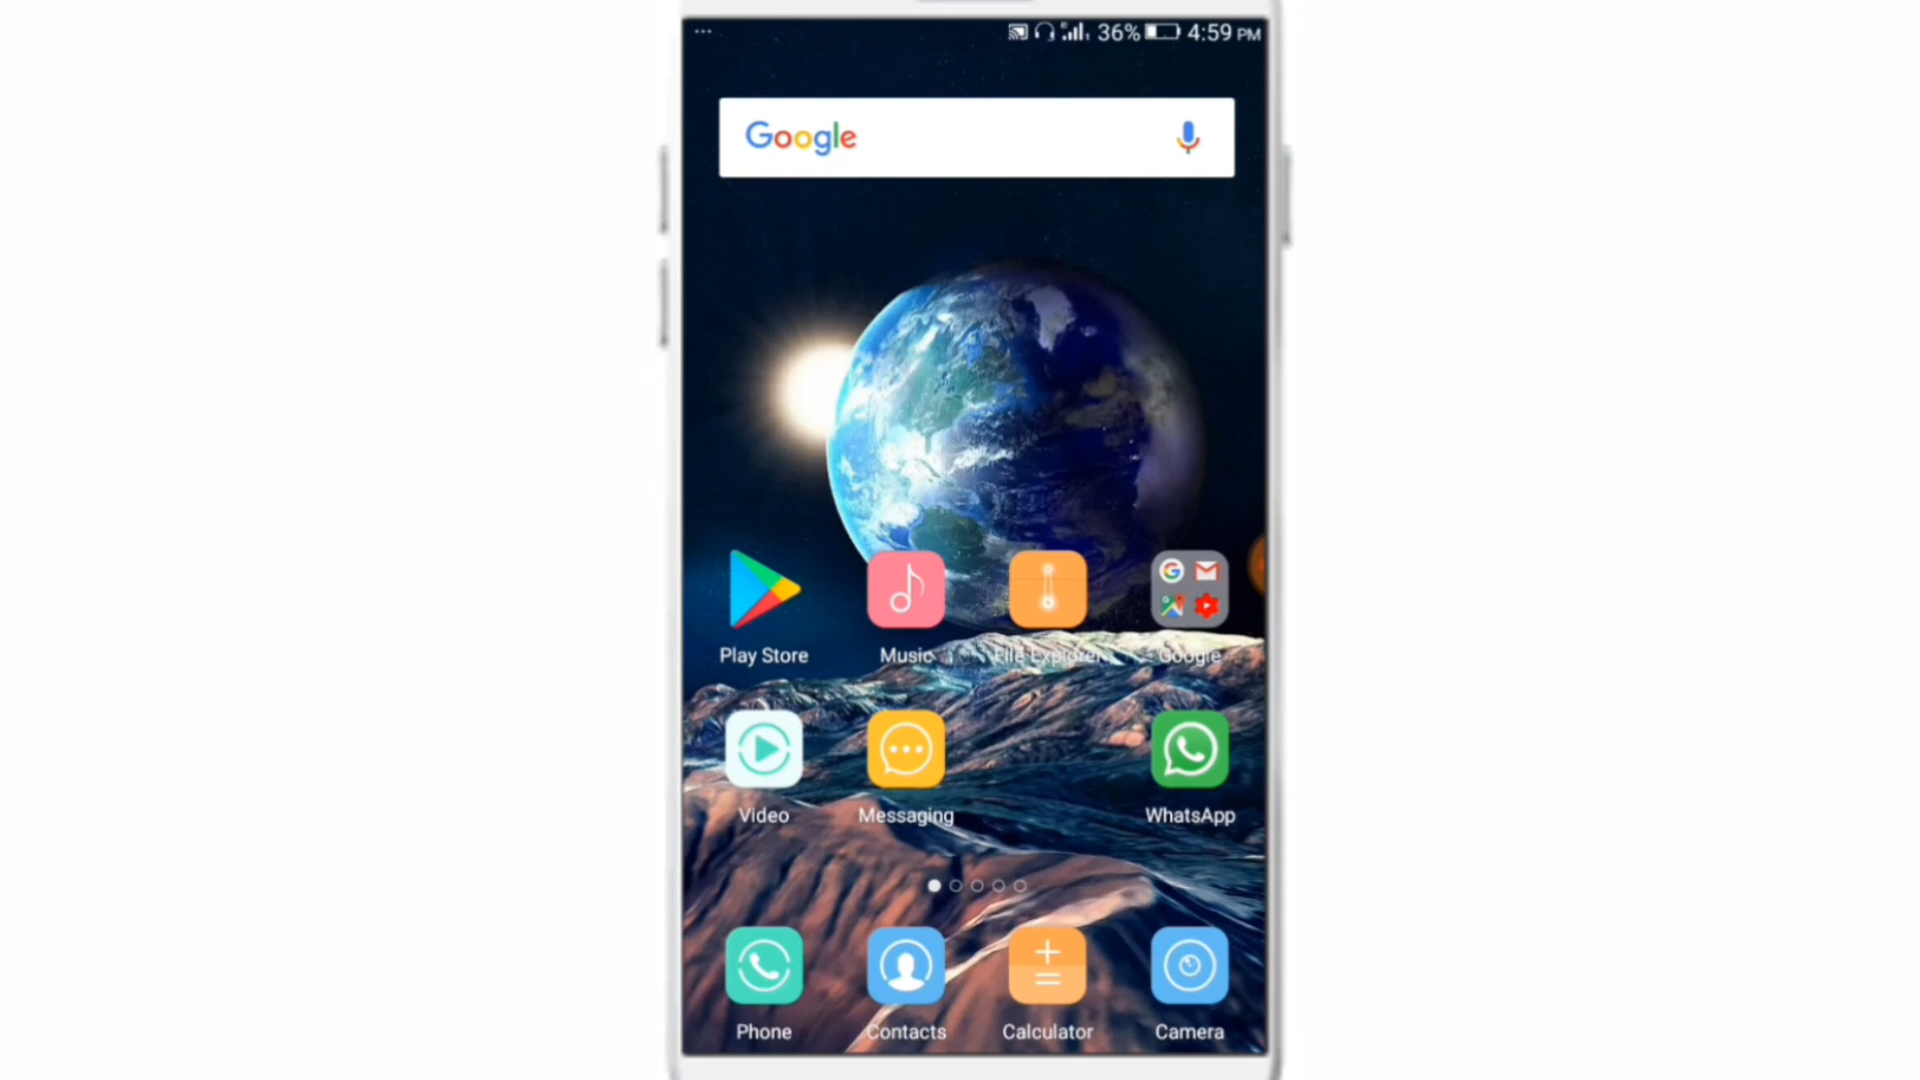 36% 4:59 PM
Google
Play Store Music File Explorer Google
Video Messaging WhatsApp
Phone Contacts Calculator Camera